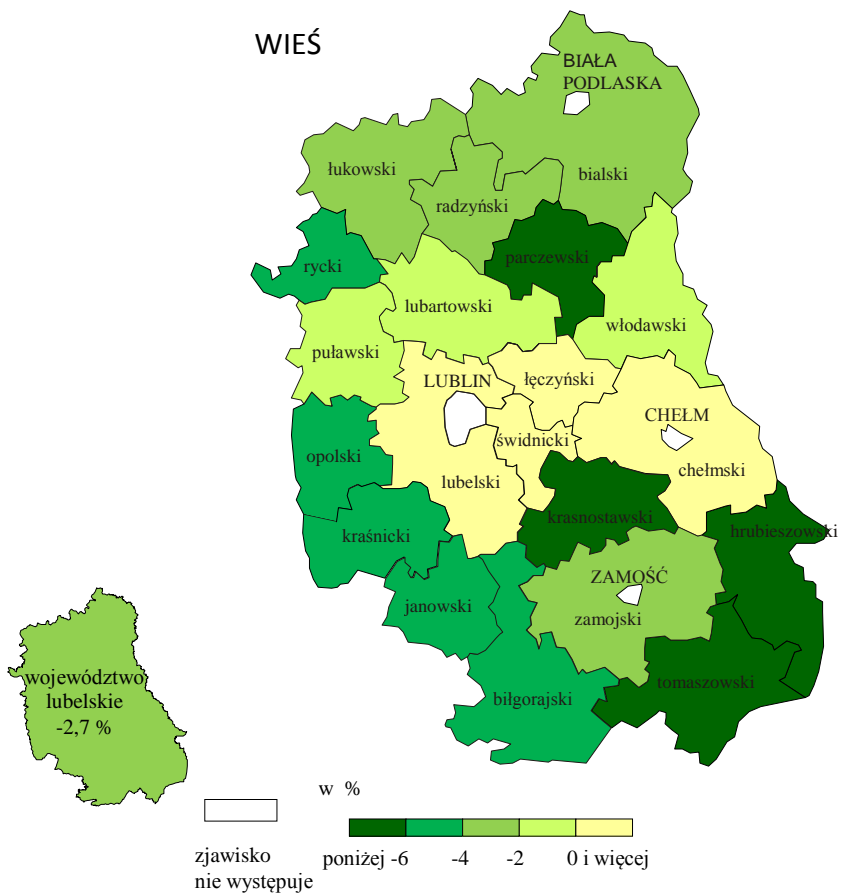 WIEŚ
BIAŁA
PODLASKA
łukowski
bialski
radzyński
rycki
parczewski
lubartowski
włodawski
puławski
łęczyński
LUBLIN
CHEŁM
świdnicki
opolski
lubelski
chełmski
krasnostawski
hrubieszowski
kraśnicki
ZAMOŚĆ
janowski
zamojski
województwo
lubelskie
-2,7 %
tomaszowski
biłgorajski
w %
zjawisko
nie występuje
poniżej -6 -4 -2 0 i więcej